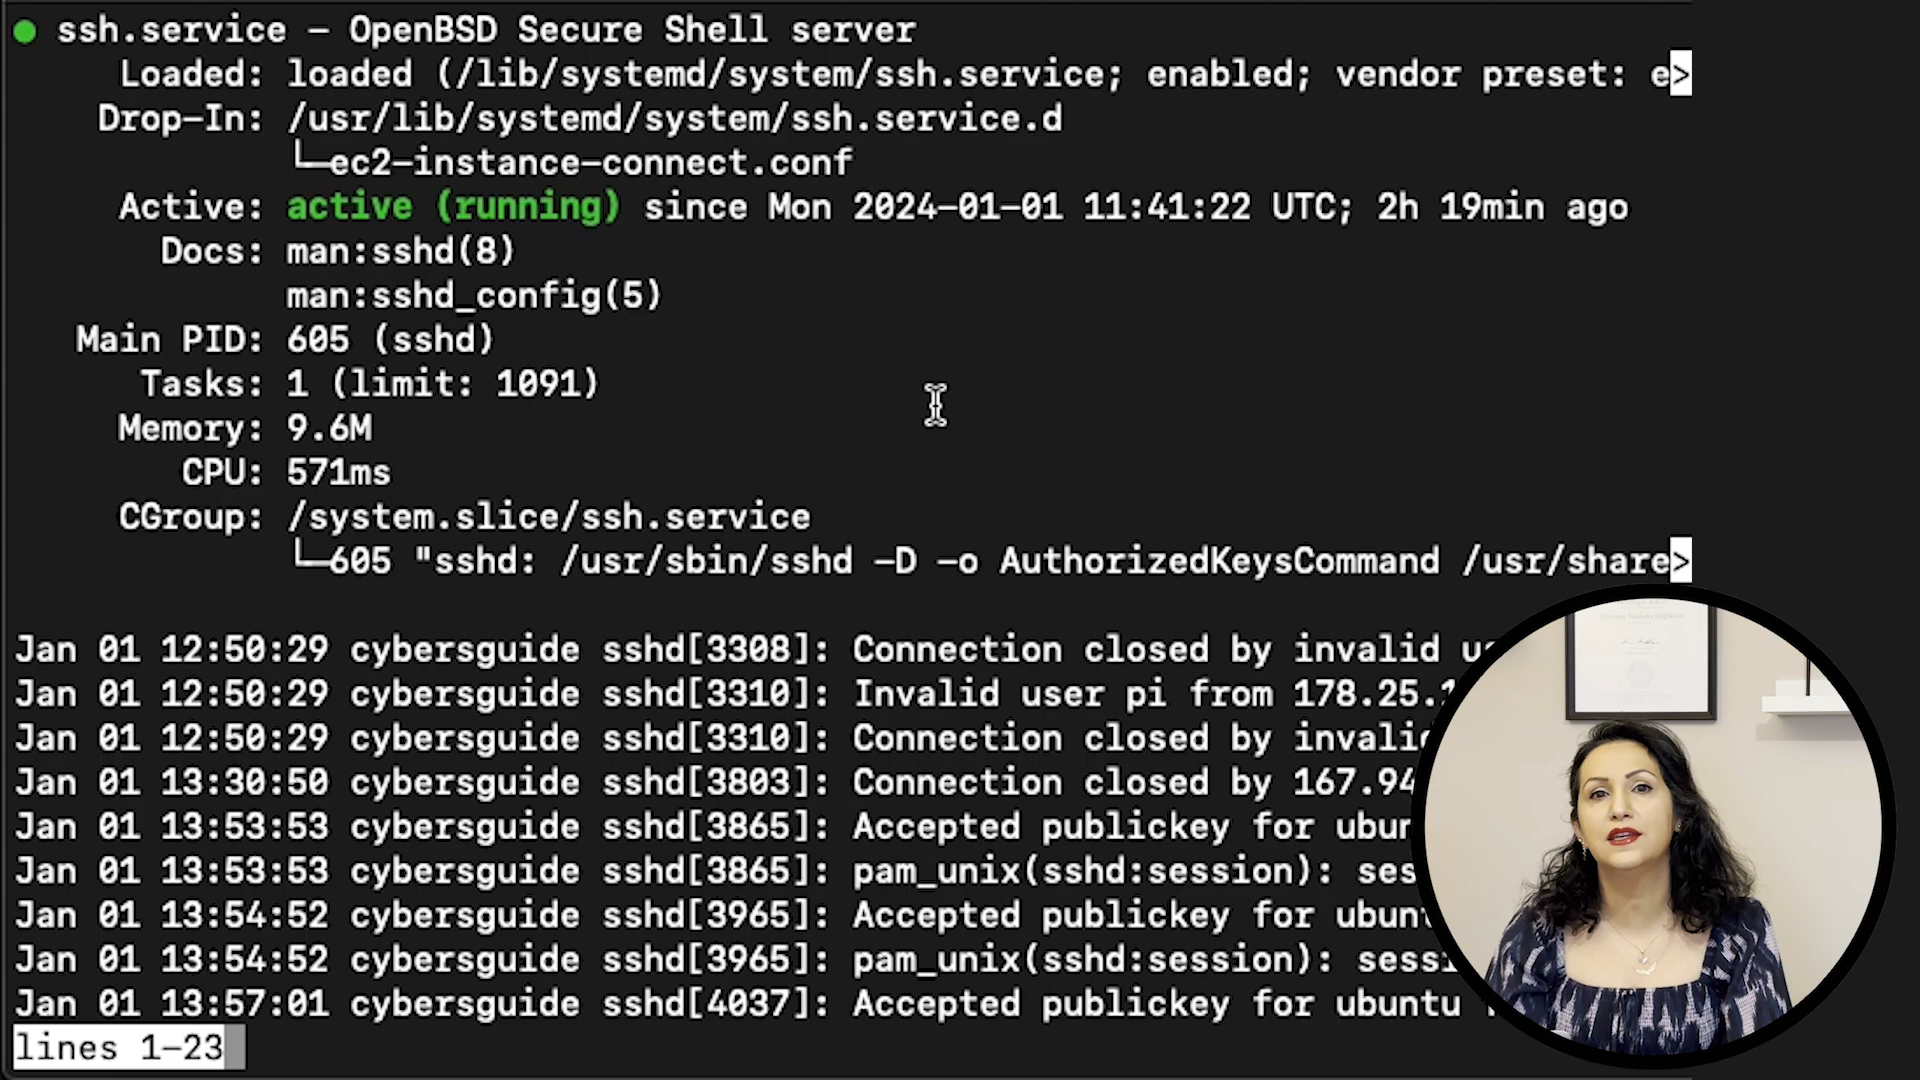 ● ssh.service – OpenBSD Secure Shell server
Loaded: loaded (/lib/systemd/system/ssh.service; enabled; vendor preset: e>
Drop-In: /usr/lib/systemd/system/ssh.service.d
└─ec2-instance-connect.conf
Active: active (running) since Mon 2024-01-01 11:41:22 UTC; 2h 19min ago
Docs: man:sshd(8)
man:sshd_config(5)
Main PID: 605 (sshd)
Tasks: 1 (limit: 1091)
Memory: 9.6M
CPU: 571ms
CGroup: /system.slice/ssh.service
└─605 "sshd: /usr/sbin/sshd -D -o AuthorizedKeysCommand /usr/share>
Jan 01 12:50:29 cybersguide sshd[3308]: Connection closed by invalid
Jan 01 12:50:29 cybersguide sshd[3310]: Invalid user pi from 178.25.1
Jan 01 12:50:29 cybersguide sshd[3310]: Connection closed by invalid
Jan 01 13:30:50 cybersguide sshd[3803]: Connection closed by 167.94
Jan 01 13:53:53 cybersguide sshd[3865]: Accepted publickey for ubun
Jan 01 13:53:53 cybersguide sshd[3865]: pam_unix(sshd:session): ses
Jan 01 13:54:52 cybersguide sshd[3965]: Accepted publickey for ubunt
Jan 01 13:54:52 cybersguide sshd[3965]: pam_unix(sshd:session): sessi
Jan 01 13:57:01 cybersguide sshd[4037]: Accepted publickey for ubuntu
lines 1-23